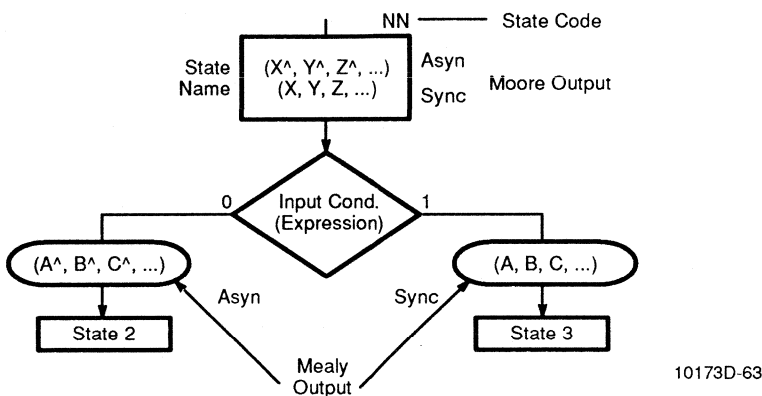 NN
State Code
State
Name
(X^, Y^, Z^, ...)
(X, Y, Z, ...)
Asyn
Sync
Moore Output
0
Input Cond.
(Expression)
1
(A^, B^, C^, ...)
(A, B, C, ...)
Asyn
Sync
State 2
State 3
Mealy
Output
10173D-63